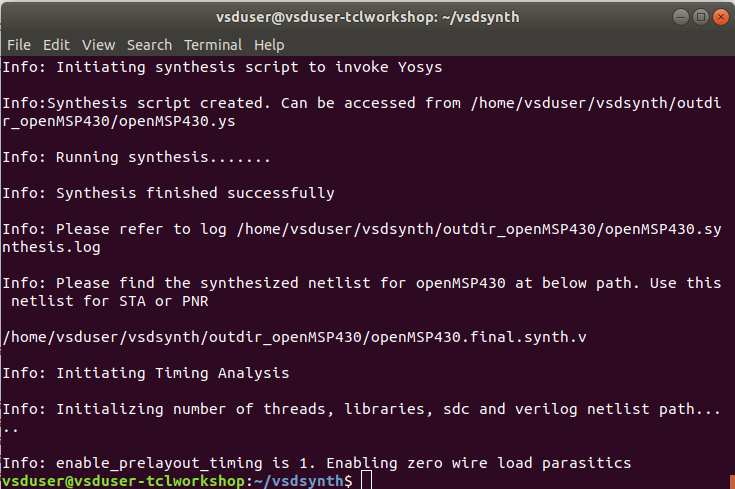 vsduser@vsduser-tclworkshop: ~/vsdsynth
File Edit View Search Terminal Help
Info: Initiating synthesis script to invoke Yosys
Info:Synthesis script created. Can be accessed from /home/vsduser/vsdsynth/outdi
r_openMSP430/openMSP430.ys
Info: Running synthesis.......
Info: Synthesis finished successfully
Info: Please refer to log /home/vsduser/vsdsynth/outdir_openMSP430/openMSP430.sy
nthesis.log
Info: Please find the synthesized netlist for openMSP430 at below path. Use this
 netlist for STA or PNR
/home/vsduser/vsdsynth/outdir_openMSP430/openMSP430.final.synth.v
Info: Initiating Timing Analysis
Info: Initializing number of threads, libraries, sdc and verilog netlist path...
..
Info: enable_prelayout_timing is 1. Enabling zero wire load parasitics
vsduser@vsduser-tclworkshop:~/vsdsynth$